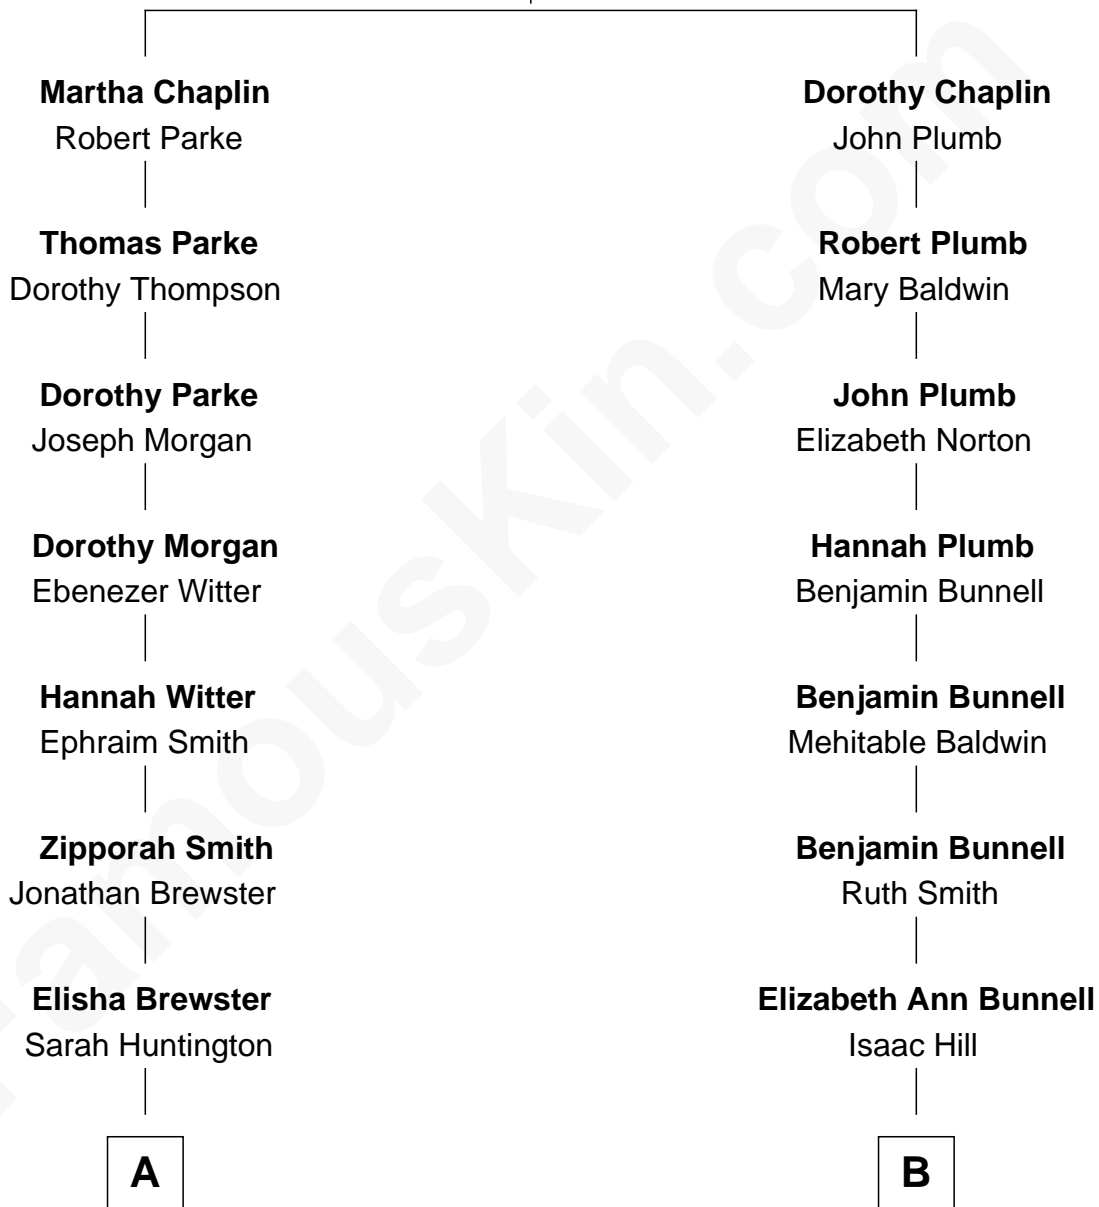 Martha Chaplin
Robert Parke
Thomas Parke
Dorothy Thompson
Dorothy Parke
Joseph Morgan
Dorothy Morgan
Ebenezer Witter
Hannah Witter
Ephraim Smith
Zipporah Smith
Jonathan Brewster
Elisha Brewster
Sarah Huntington
A
Dorothy Chaplin
John Plumb
Robert Plumb
Mary Baldwin
John Plumb
Elizabeth Norton
Hannah Plumb
Benjamin Bunnell
Benjamin Bunnell
Mehitable Baldwin
Benjamin Bunnell
Ruth Smith
Elizabeth Ann Bunnell
Isaac Hill
B
FamousKin.com